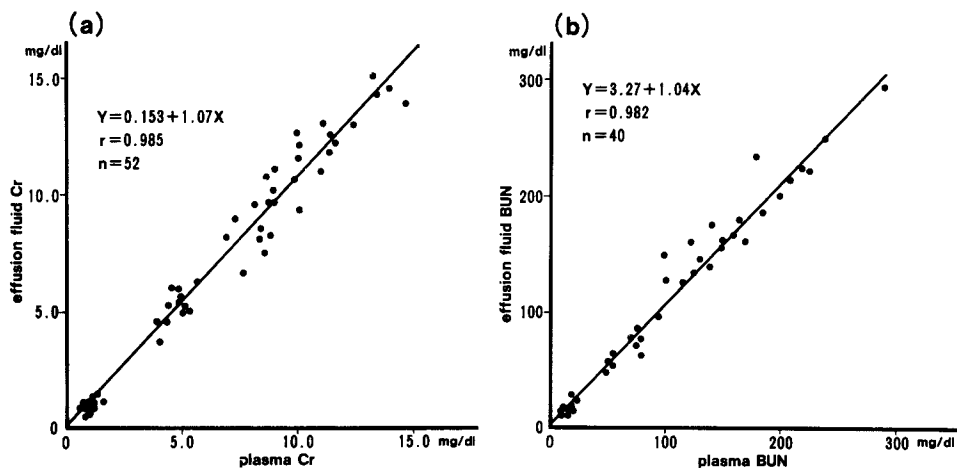 (a)
mg/dl
15.0
10.0
5.0
0
effusion fluid Cr
Y=0.153+1.07X
r=0.985
n=52
0
5.0
10.0
15.0
mg/dl
plasma Cr
(b)
mg/dl
300
200
100
0
effusion fluid BUN
Y=3.27+1.04X
r=0.982
n=40
0
100
200
300
mg/dl
plasma BUN